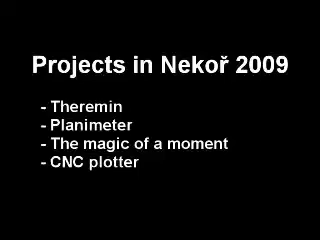 Projects in Nekoř 2009
- Theremin
- Planimeter
- The magic of a moment
- CNC plotter